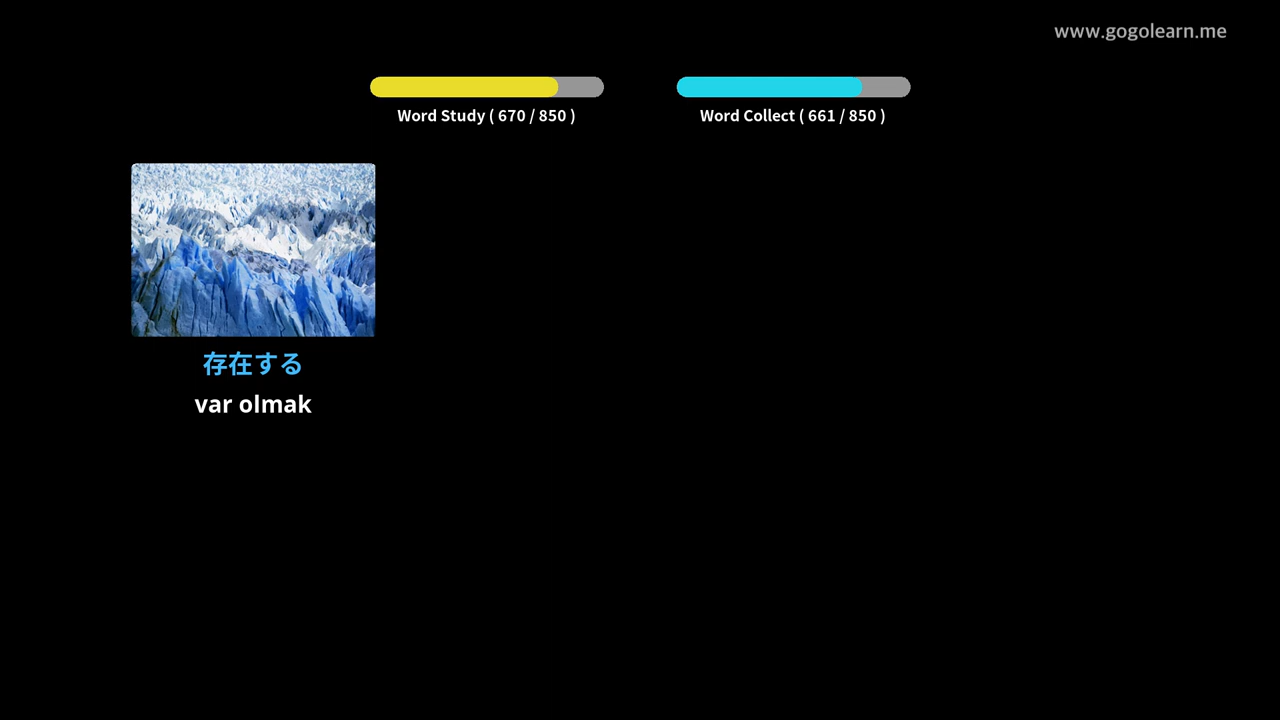 www.gogolearn.me
Word Study ( 670 / 850 )
Word Collect ( 661 / 850 )
存在する
var olmak